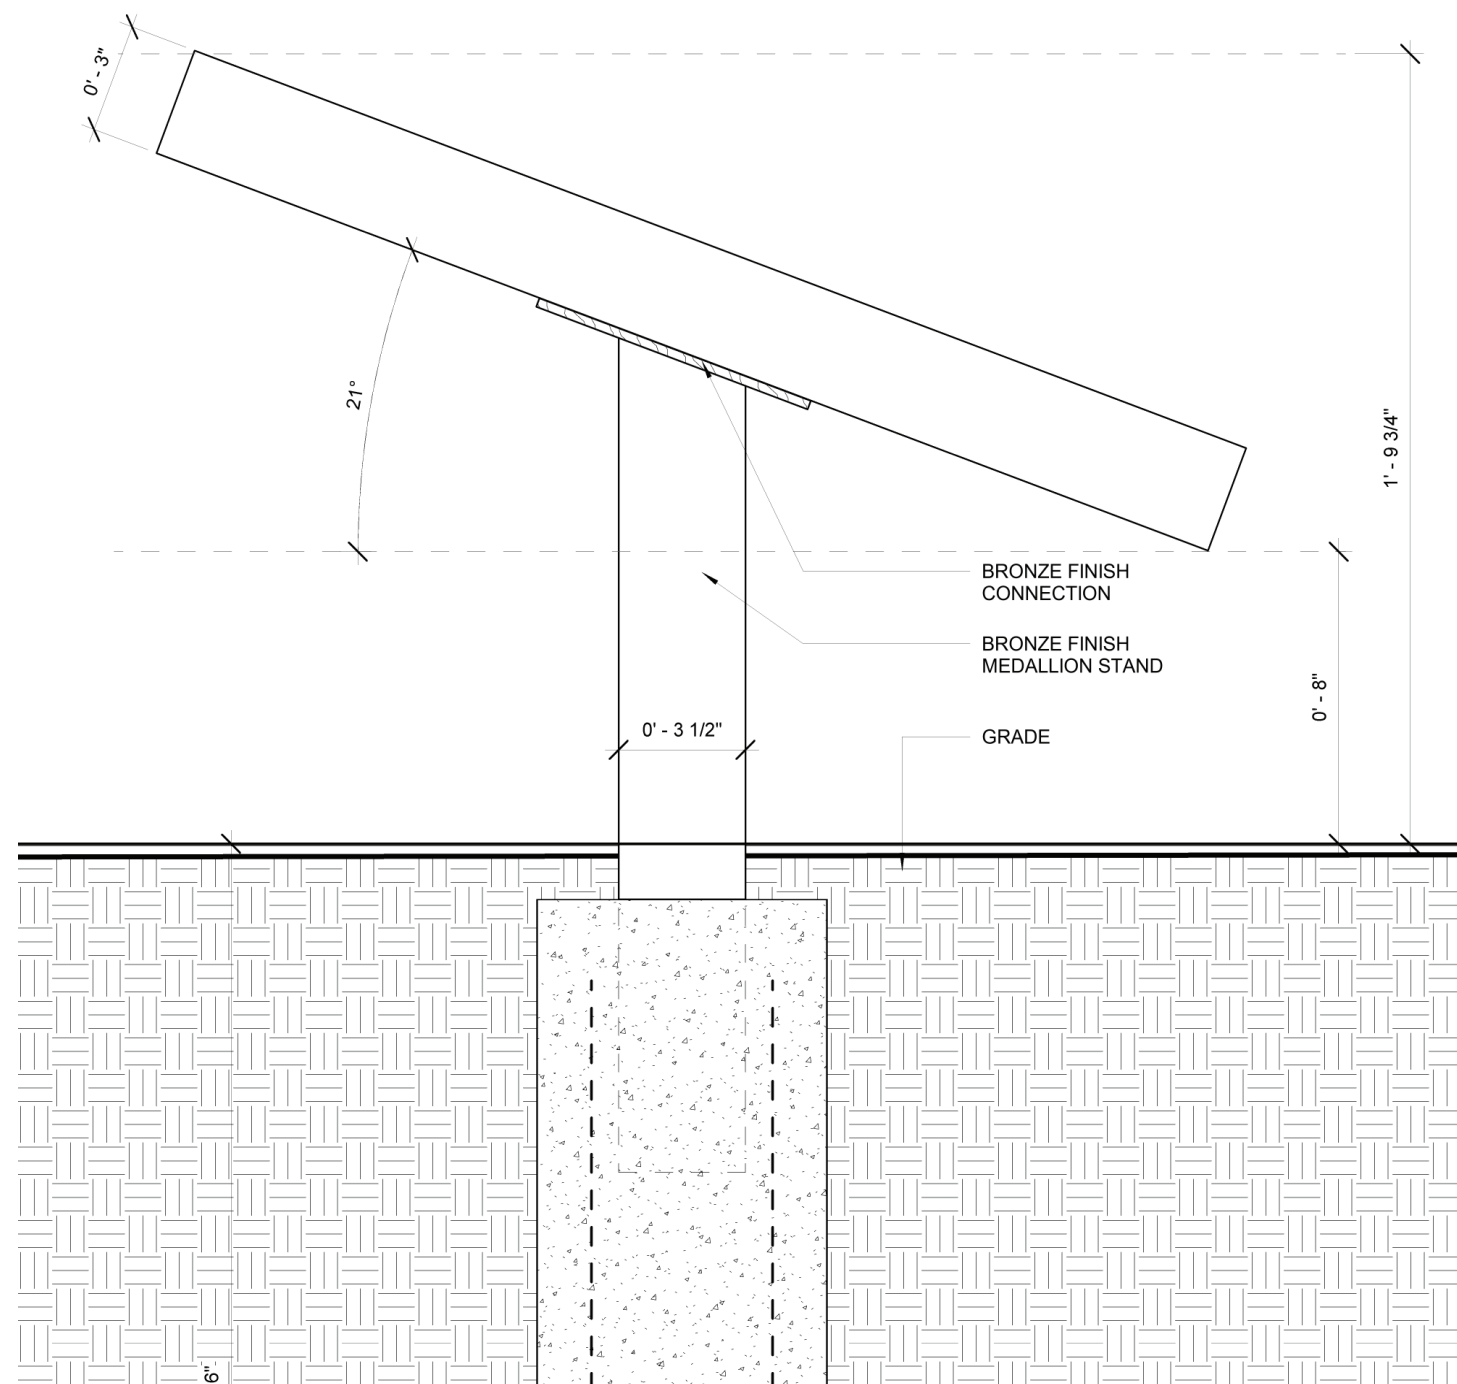 0' - 3"
21°
1' - 9 3/4"
BRONZE FINISH
CONNECTION
BRONZE FINISH
MEDALLION STAND
0' - 8"
0' - 3 1/2"
GRADE
6"